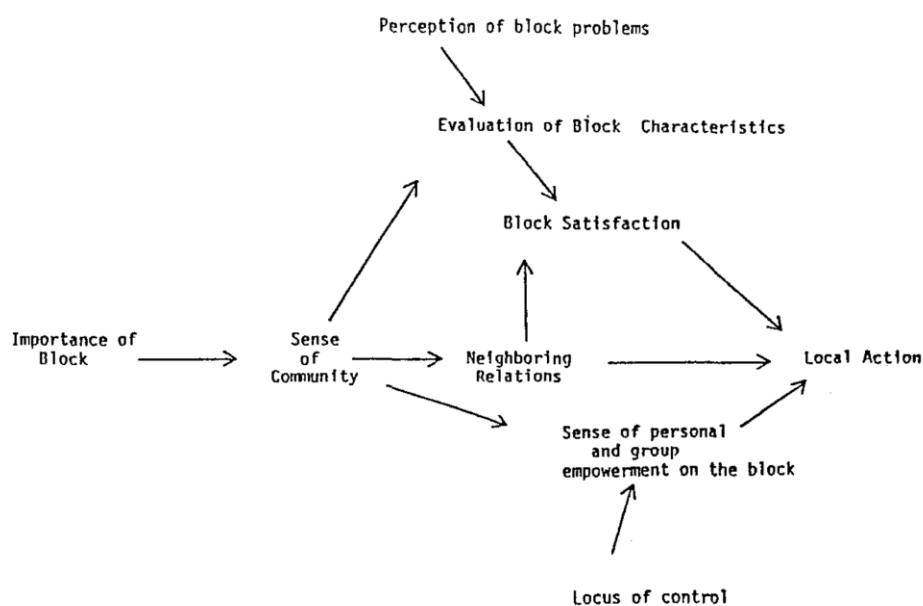 Perception of block problems
Evaluation of Block Characteristics
Block Satisfaction
Importance of
Block
Sense
of
Community
Neighboring
Relations
Local Action
Sense of personal
and group
empowerment on the block
Locus of control